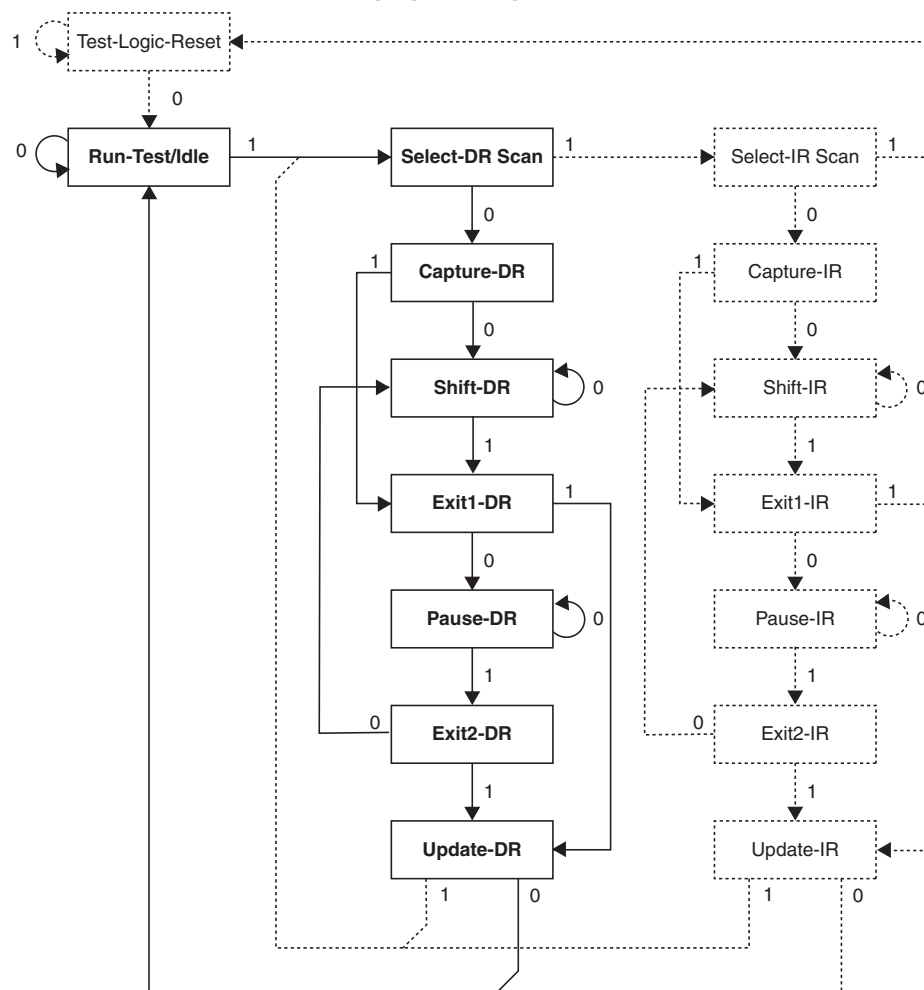 1
Test-Logic-Reset
0
0
Run-Test/Idle
1
Select-DR Scan
1
Select-IR Scan
1
0
0
1
Capture-DR
1
Capture-IR
0
0
Shift-DR
0
Shift-IR
0
1
1
Exit1-DR
1
Exit1-IR
1
0
0
Pause-DR
0
Pause-IR
0
1
1
0
Exit2-DR
0
Exit2-IR
1
1
Update-DR
Update-IR
1
0
1
0